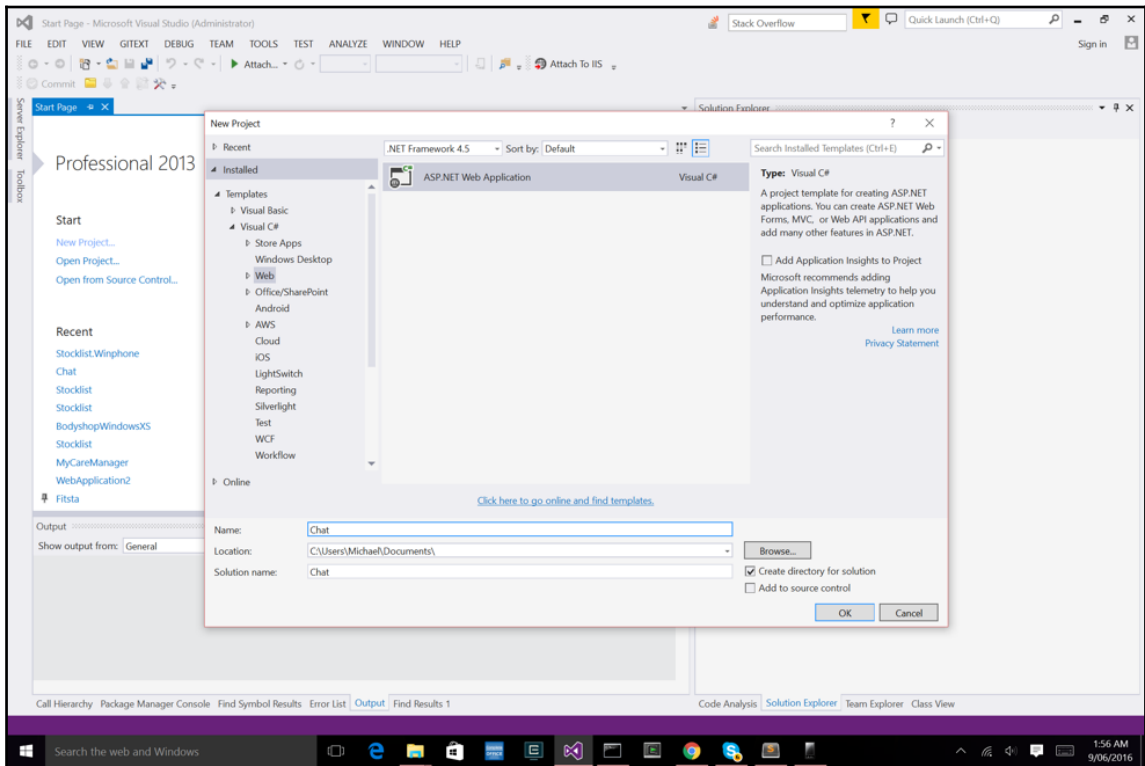 Start Page - Microsoft Visual Studio (Administrator)
Stack Overflow
Quick Launch (Ctrl+Q)
FILE EDIT VIEW GITEXT DEBUG TEAM TOOLS TEST ANALYZE WINDOW HELP
Sign in
Attach...
Attach To IIS
Commit
Server Explorer
Toolbox
Start Page
Solution Explorer
Professional 2013
Start
New Project...
Open Project...
Open from Source Control...
Recent
Stocklist.Winphone
Chat
Stocklist
Stocklist
BodyshopWindowsXS
Stocklist
MyCareManager
WebApplication2
Fitsta
Output
Show output from: General
New Project
Recent
Installed
Templates
Visual Basic
Visual C#
Store Apps
Windows Desktop
Web
Office/SharePoint
Android
AWS
Cloud
iOS
LightSwitch
Reporting
Silverlight
Test
WCF
Workflow
Online
.NET Framework 4.5 Sort by: Default
Search Installed Templates (Ctrl+E)
ASP.NET Web Application Visual C#
Type: Visual C#
A project template for creating ASP.NET
applications. You can create ASP.NET Web
Forms, MVC, or Web API applications and
add many other features in ASP.NET.
Add Application Insights to Project
Microsoft recommends adding
Application Insights telemetry to help you
understand and optimize application
performance.
Learn more
Privacy Statement
Click here to go online and find templates.
Name: Chat
Location: C:\Users\Michael\Documents\
Browse...
Solution name: Chat
Create directory for solution
Add to source control
OK Cancel
Call Hierarchy Package Manager Console Find Symbol Results Error List Output Find Results 1
Code Analysis Solution Explorer Team Explorer Class View
Search the web and Windows
1:56 AM
9/06/2016